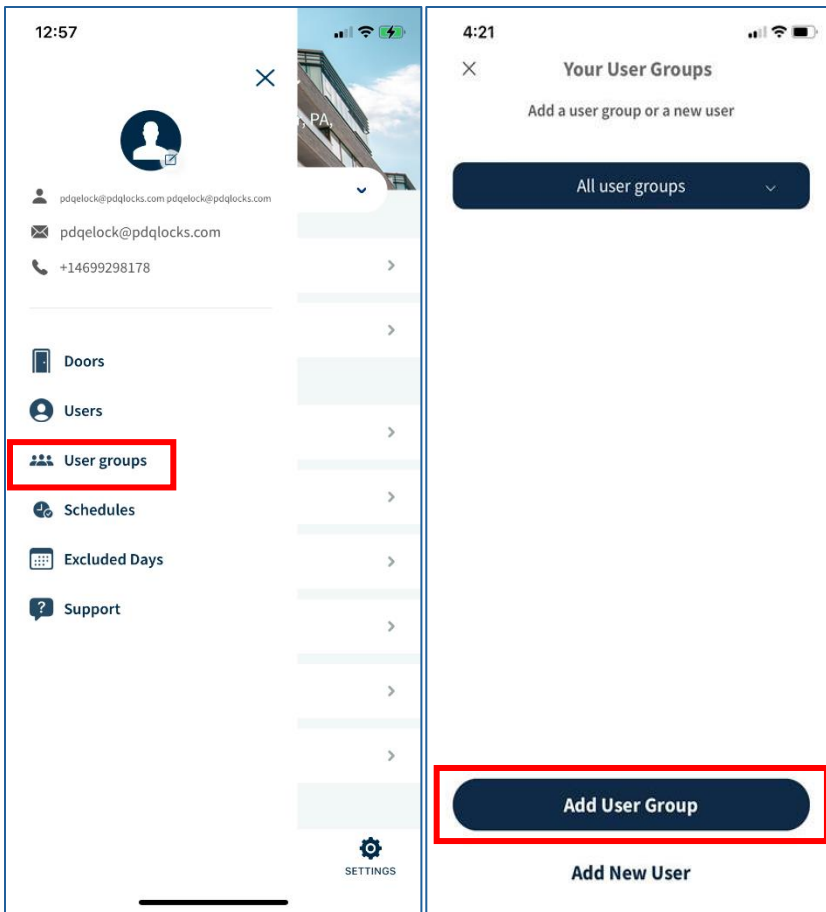 12:57
, PA,
pdqelock@pdqlocks.com pdqelock@pdqlocks.com
pdqelock@pdqlocks.com
+14699298178
Doors
Users
User groups
Schedules
Excluded Days
Support
SETTINGS
4:21
Your User Groups
Add a user group or a new user
All user groups
Add User Group
Add New User